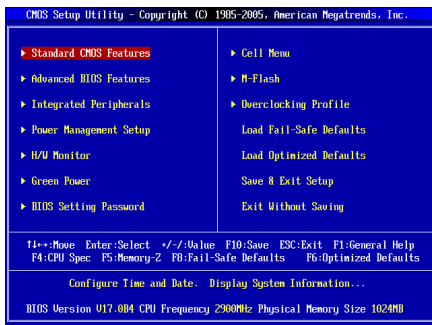 CMOS Setup Utility - Copyright (C) 1985-2005, American Megatrends, Inc.
▶ Standard CMOS Features
▶ Advanced BIOS Features
▶ Integrated Peripherals
▶ Power Management Setup
▶ H/W Monitor
▶ Green Power
▶ BIOS Setting Password
▶ Cell Menu
▶ M-Flash
▶ Overclocking Profile
Load Fail-Safe Defaults
Load Optimized Defaults
Save & Exit Setup
Exit Without Saving
↑↓←→:Move Enter:Select +/-/:Value F10:Save ESC:Exit F1:General Help
F4:CPU Spec F5:Memory-Z F8:Fail-Safe Defaults F6:Optimized Defaults
Configure Time and Date. Display System Information...
BIOS Version V17.0B4 CPU Frequency 2900MHz Physical Memory Size 1024MB